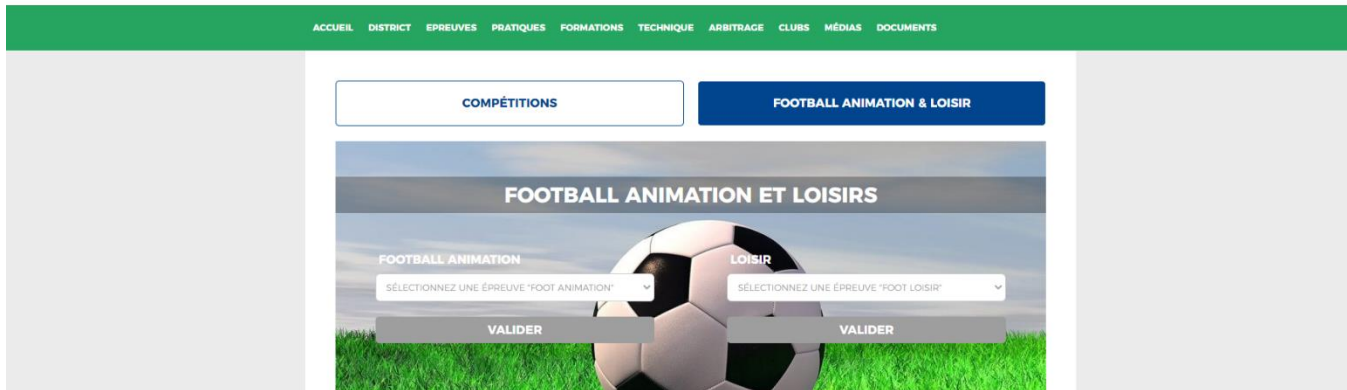 ACCUEIL DISTRICT EPREUVES PRATIQUES FORMATIONS TECHNIQUE ARBITRAGE CLUBS MÉDIAS DOCUMENTS
COMPÉTITIONS FOOTBALL ANIMATION & LOISIR
FOOTBALL ANIMATION ET LOISIRS
FOOTBALL ANIMATION LOISIR
SÉLECTIONNEZ UNE ÉPREUVE "FOOT ANIMATION" SÉLECTIONNEZ UNE ÉPREUVE "FOOT LOISIR"
VALIDER VALIDER